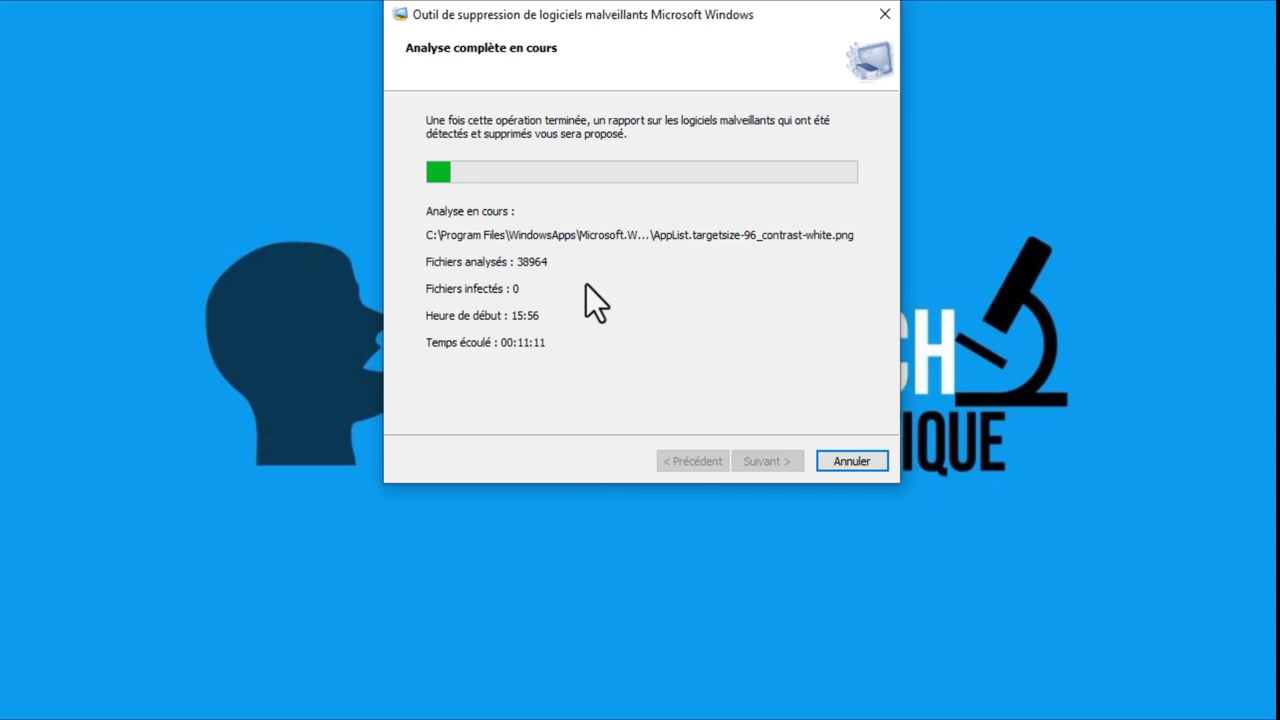 Outil de suppression de logiciels malveillants Microsoft Windows
Analyse complète en cours
Une fois cette opération terminée, un rapport sur les logiciels malveillants qui ont été
détectés et supprimés vous sera proposé.
Analyse en cours :
C:\Program Files\WindowsApps\Microsoft.W...\AppList.targetsize-96_contrast-white.png
Fichiers analysés : 38964
Fichiers infectés : 0
Heure de début : 15:56
Temps écoulé : 00:11:11
CH
IQUE
< Précédent
Suivant >
Annuler